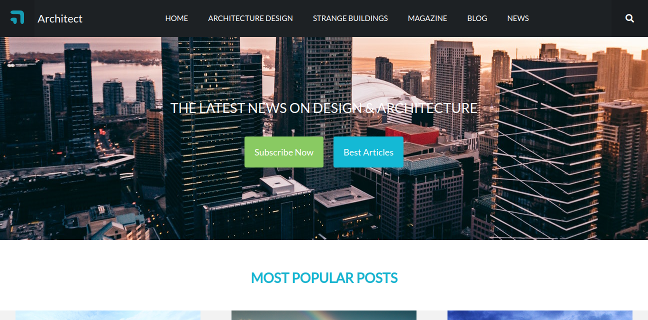 Architect
HOME ARCHITECTURE DESIGN STRANGE BUILDINGS MAGAZINE BLOG NEWS
THE LATEST NEWS ON DESIGN & ARCHITECTURE
Subscribe Now Best Articles
MOST POPULAR POSTS